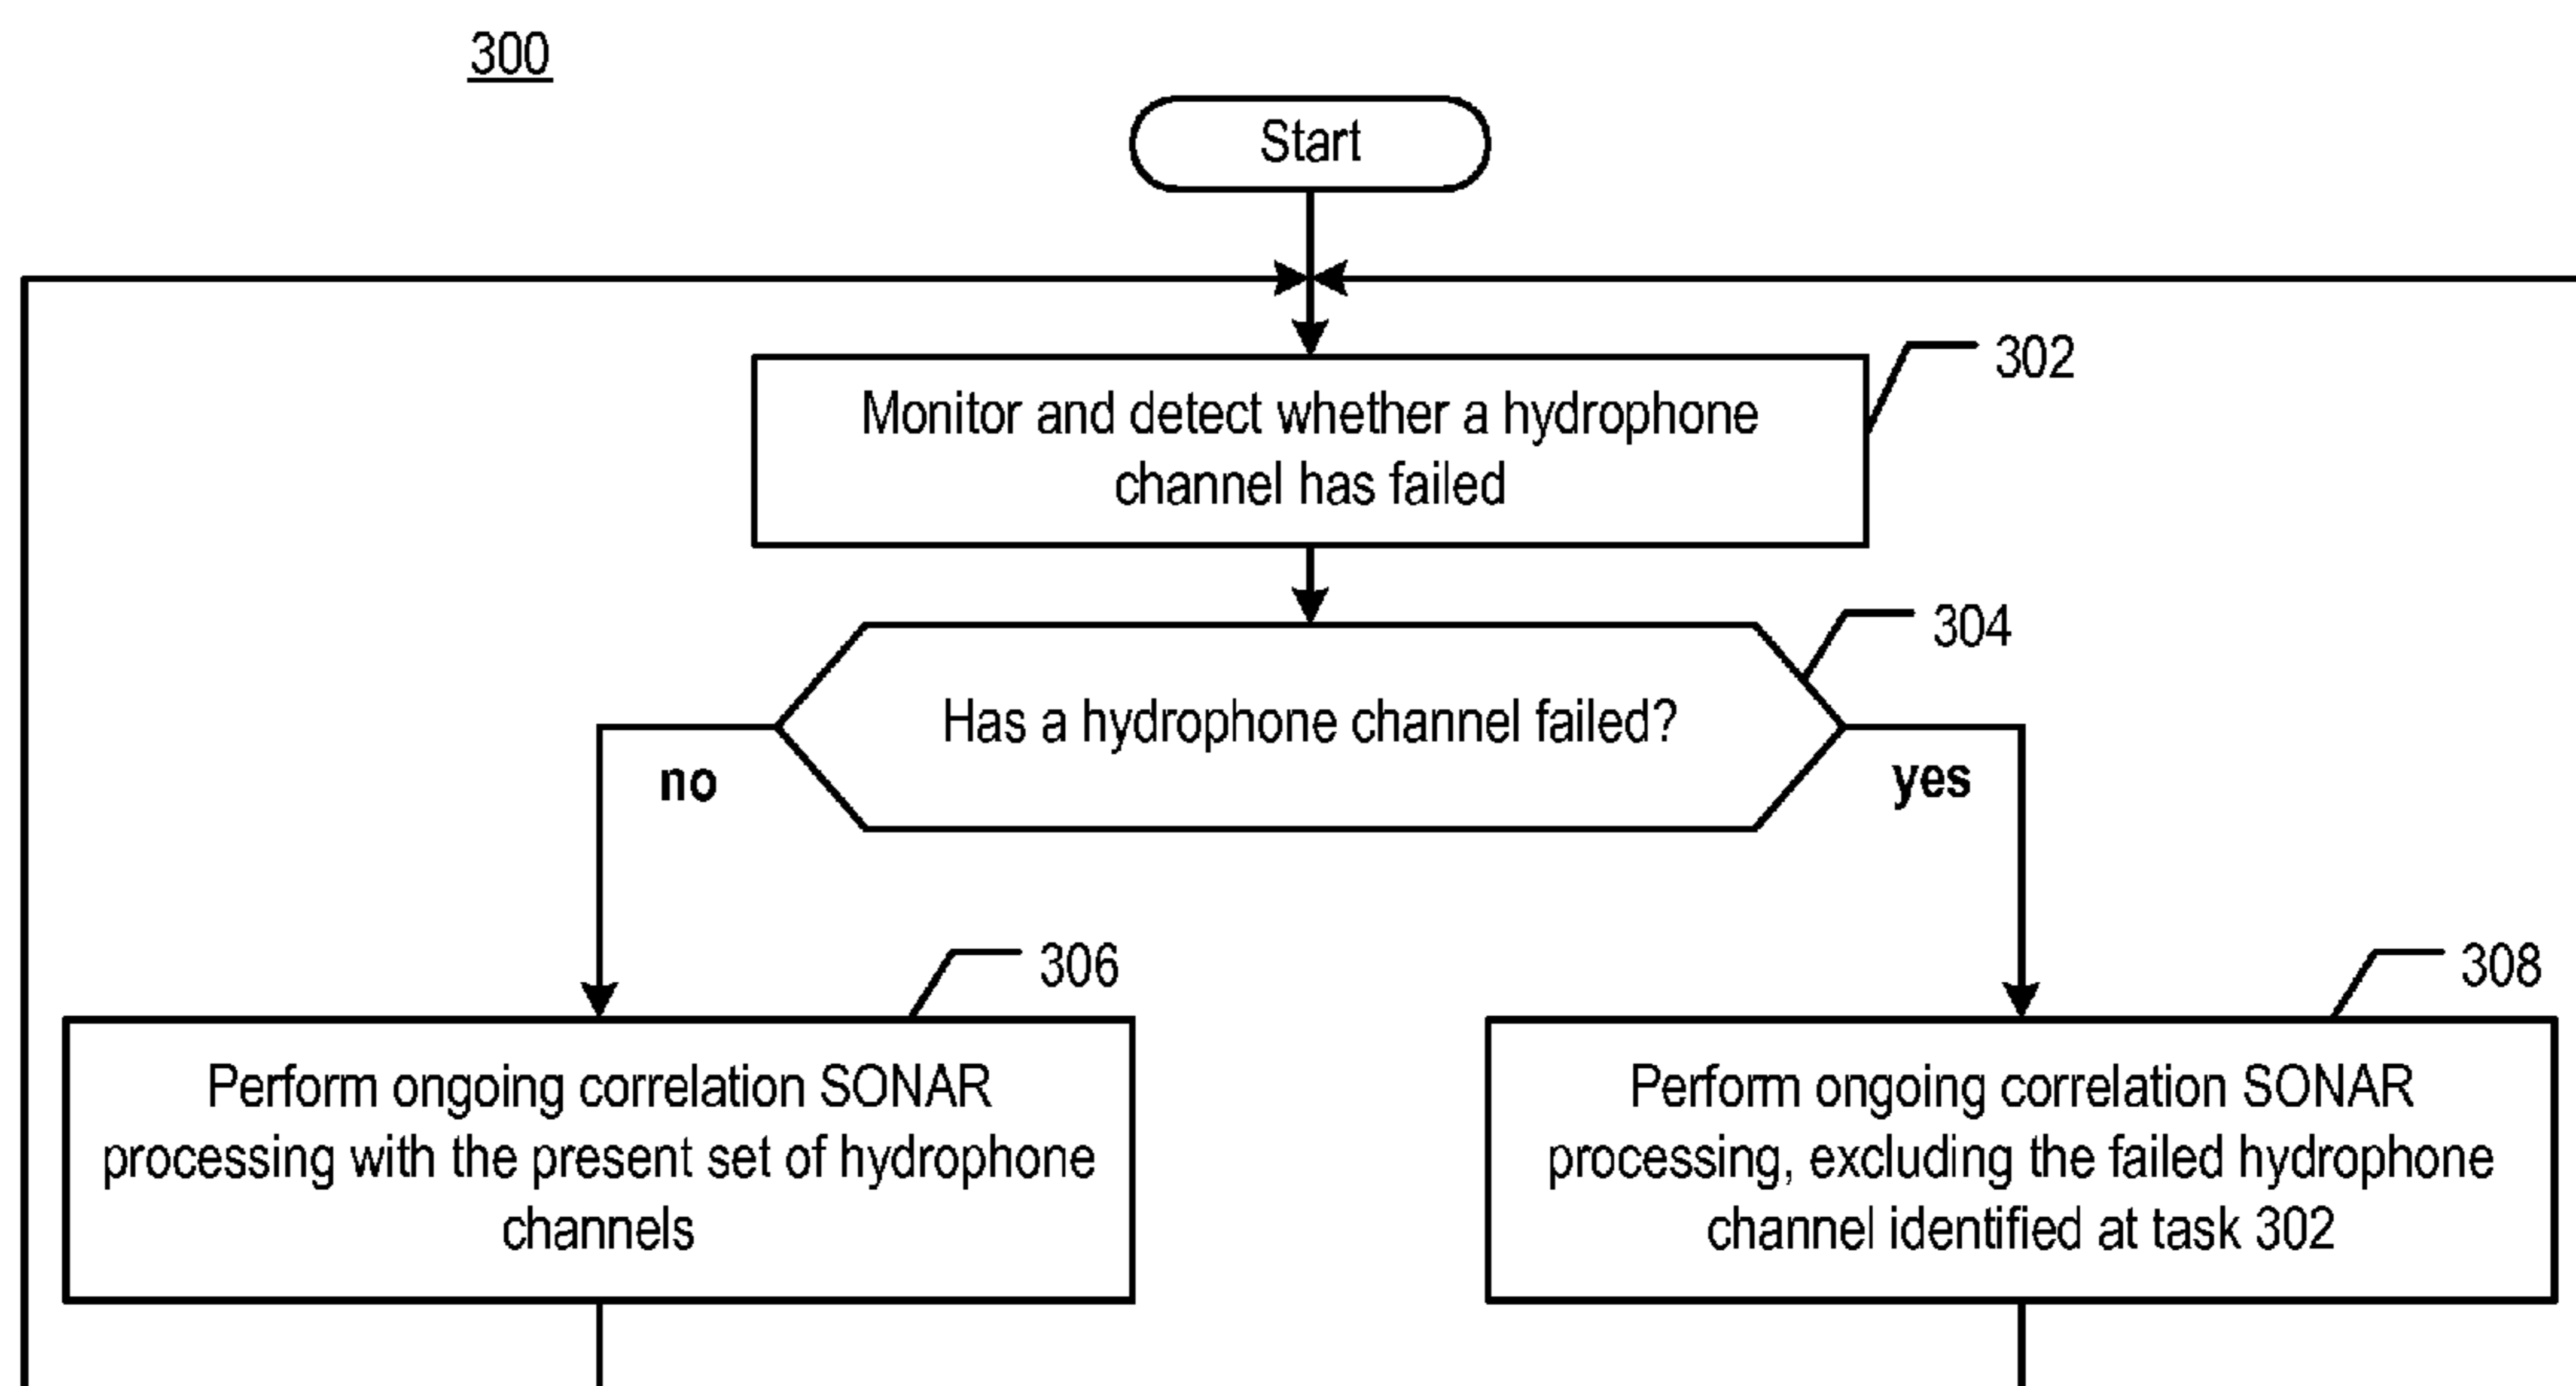 300
Start
302
Monitor and detect whether a hydrophone
channel has failed
304
Has a hydrophone channel failed?
no
yes
306
308
Perform ongoing correlation SONAR
processing with the present set of hydrophone
channels
Perform ongoing correlation SONAR
processing, excluding the failed hydrophone
channel identified at task 302